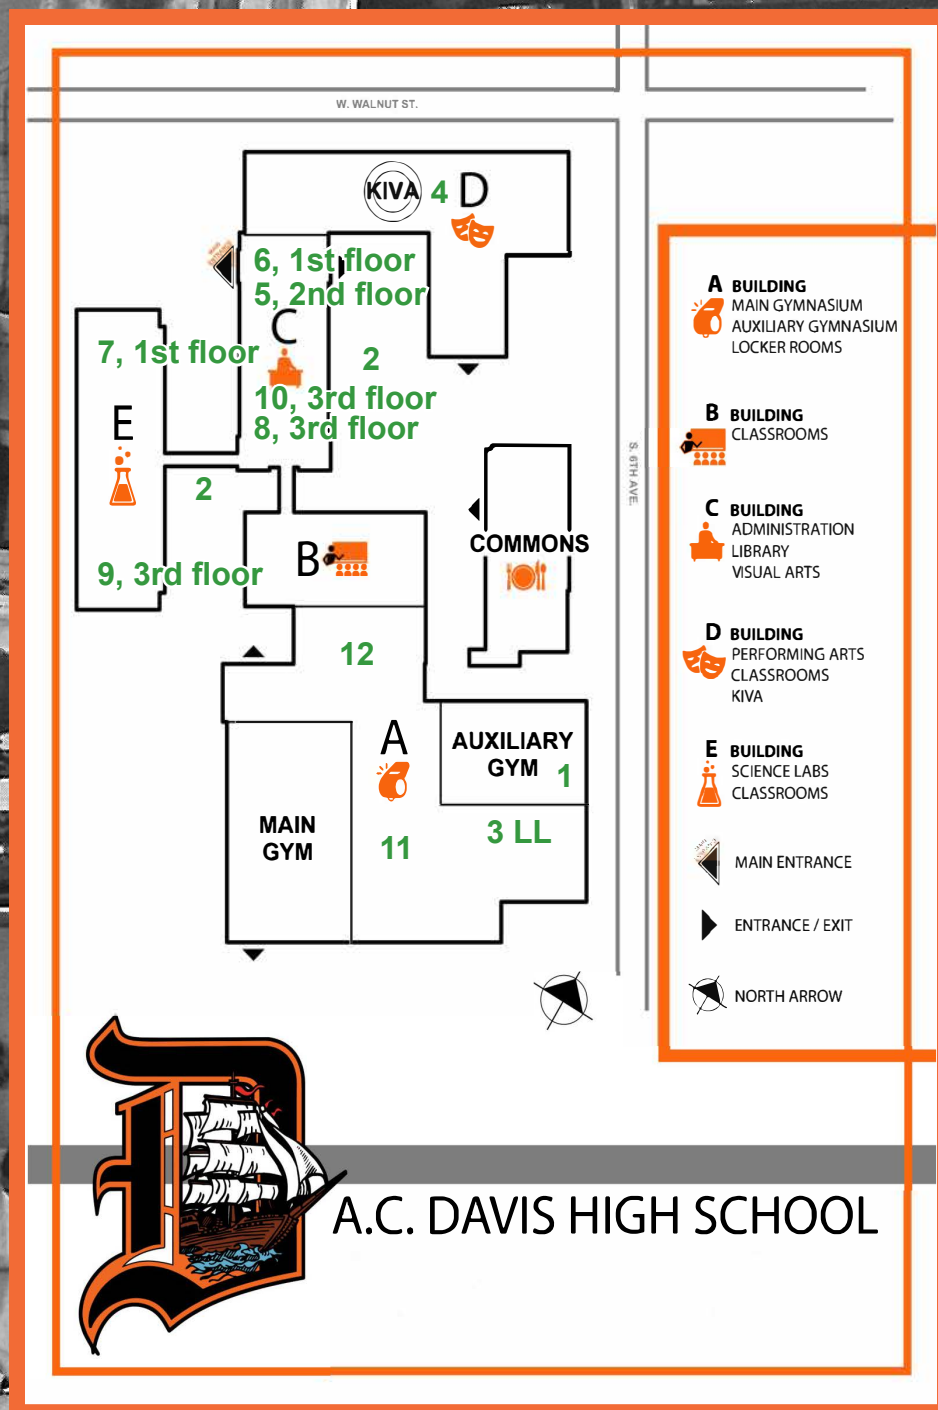 W. WALNUT ST.
KIVA 4 D
6, 1st floor
5, 2nd floor
C
7, 1st floor
2
10, 3rd floor
8, 3rd floor
E
2
S. 6TH AVE.
COMMONS
B
9, 3rd floor
12
A
AUXILIARY
GYM 1
MAIN
GYM
11
3 LL
A BUILDING
MAIN GYMNASIUM
AUXILIARY GYMNASIUM
LOCKER ROOMS
B BUILDING
CLASSROOMS
C BUILDING
ADMINISTRATION
LIBRARY
VISUAL ARTS
D BUILDING
PERFORMING ARTS
CLASSROOMS
KIVA
E BUILDING
SCIENCE LABS
CLASSROOMS
MAIN ENTRANCE
ENTRANCE / EXIT
NORTH ARROW
D
A.C. DAVIS HIGH SCHOOL